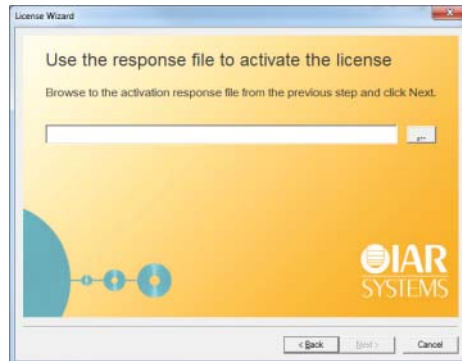 License Wizard
Use the response file to activate the license
Browse to the activation response file from the previous step and click Next.
...
IAR
SYSTEMS
< Back
Next >
Cancel